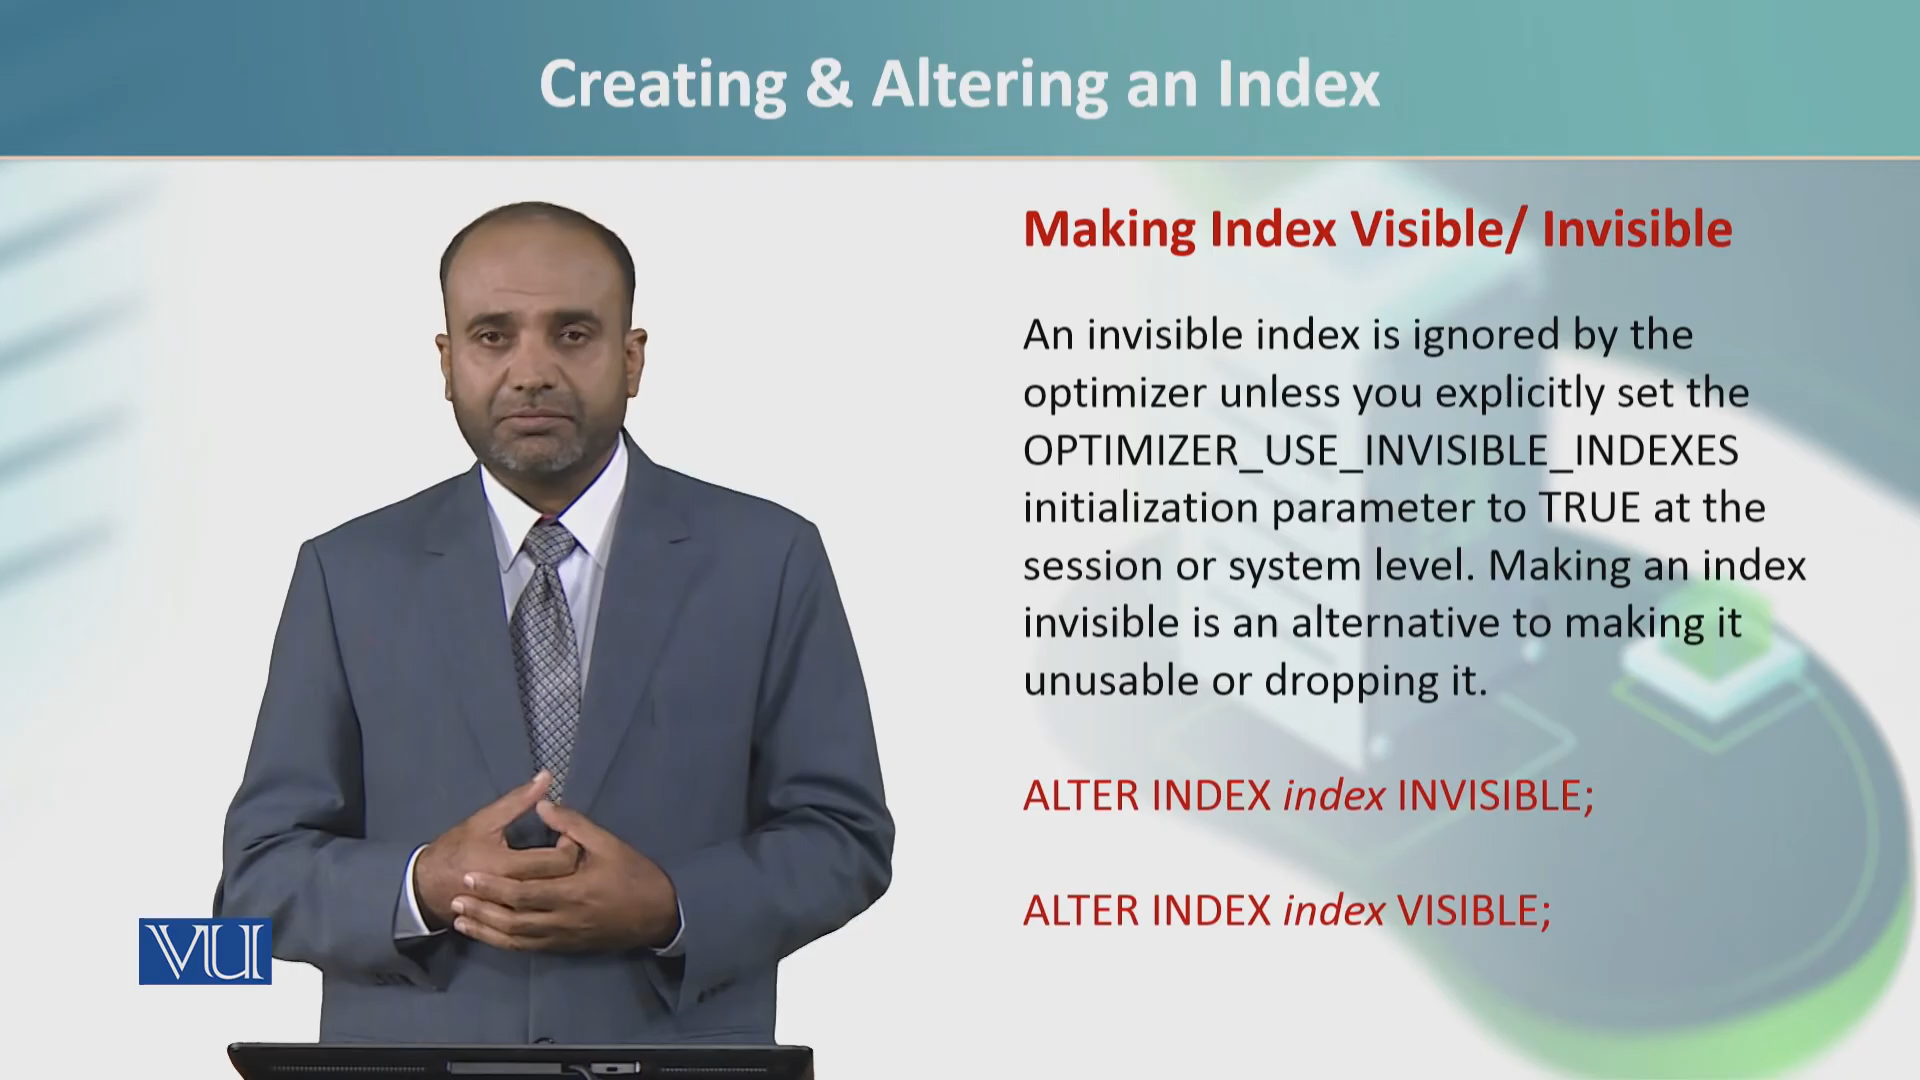 Creating & Altering an Index
Making Index Visible/ Invisible
An invisible index is ignored by the
optimizer unless you explicitly set the
OPTIMIZER_USE_INVISIBLE_INDEXES
initialization parameter to TRUE at the
session or system level. Making an index
invisible is an alternative to making it
unusable or dropping it.
ALTER INDEX index INVISIBLE;
ALTER INDEX index VISIBLE;
VU